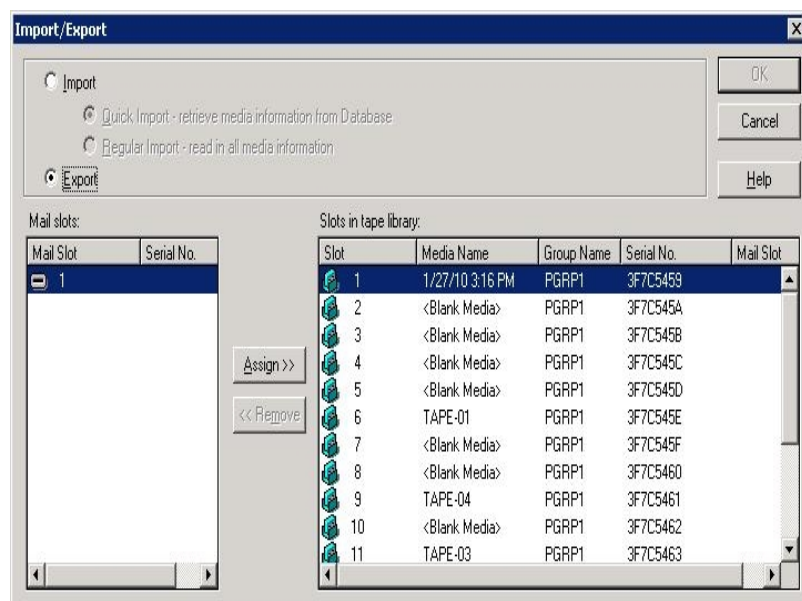 Import/Export
Import
Quick Import - retrieve media information from Database
Regular Import - read in all media information
Export
OK
Cancel
Help
Mail slots:
Mail Slot Serial No.
1
Assign >>
<< Remove
Slots in tape library:
Slot Media Name Group Name Serial No. Mail Slot
1 1/27/10 3:16 PM PGRP1 3F7C5459
2 <Blank Media> PGRP1 3F7C545A
3 <Blank Media> PGRP1 3F7C545B
4 <Blank Media> PGRP1 3F7C545C
5 <Blank Media> PGRP1 3F7C545D
6 TAPE-01 PGRP1 3F7C545E
7 <Blank Media> PGRP1 3F7C545F
8 <Blank Media> PGRP1 3F7C5460
9 TAPE-04 PGRP1 3F7C5461
10 <Blank Media> PGRP1 3F7C5462
11 TAPE-03 PGRP1 3F7C5463